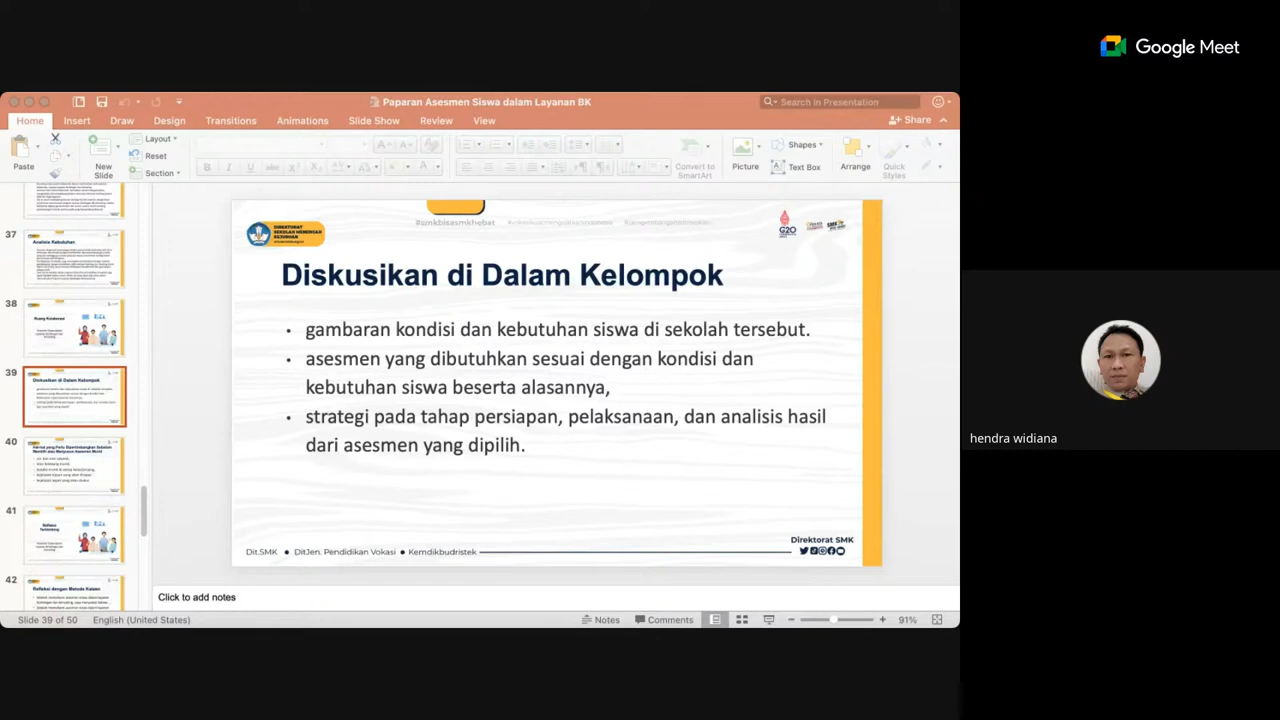 Google Meet
Paparan Asesmen Siswa dalam Layanan BK
Search in Presentation
Home
Insert
Draw
Design
Transitions
Animations
Slide Show
Review
View
Share
Paste
New
Slide
Layout
Reset
Section
Convert to
SmartArt
Picture
Shapes
Text Box
Arrange
Quick
Styles
37
Analisis Kebutuhan
38
Ruang Kolaborasi
39
Diskusikan di Dalam Kelompok
40
41
Refleksi
Terbimbing
42
Refleksi dengan Metode Kaizen
#smkbisasmkhebat
DIREKTORAT
SEKOLAH MENENGAH
KEJURUAN
G20
Diskusikan di Dalam Kelompok
• gambaran kondisi dan kebutuhan siswa di sekolah tersebut.
• asesmen yang dibutuhkan sesuai dengan kondisi dan
kebutuhan siswa beserta alasannya,
• strategi pada tahap persiapan, pelaksanaan, dan analisis hasil
dari asesmen yang dipilih.
Direktorat SMK
Dit.SMK • DitJen. Pendidikan Vokasi • Kemdikbudristek
Click to add notes
Slide 39 of 50
English (United States)
Notes
Comments
91%
hendra widiana